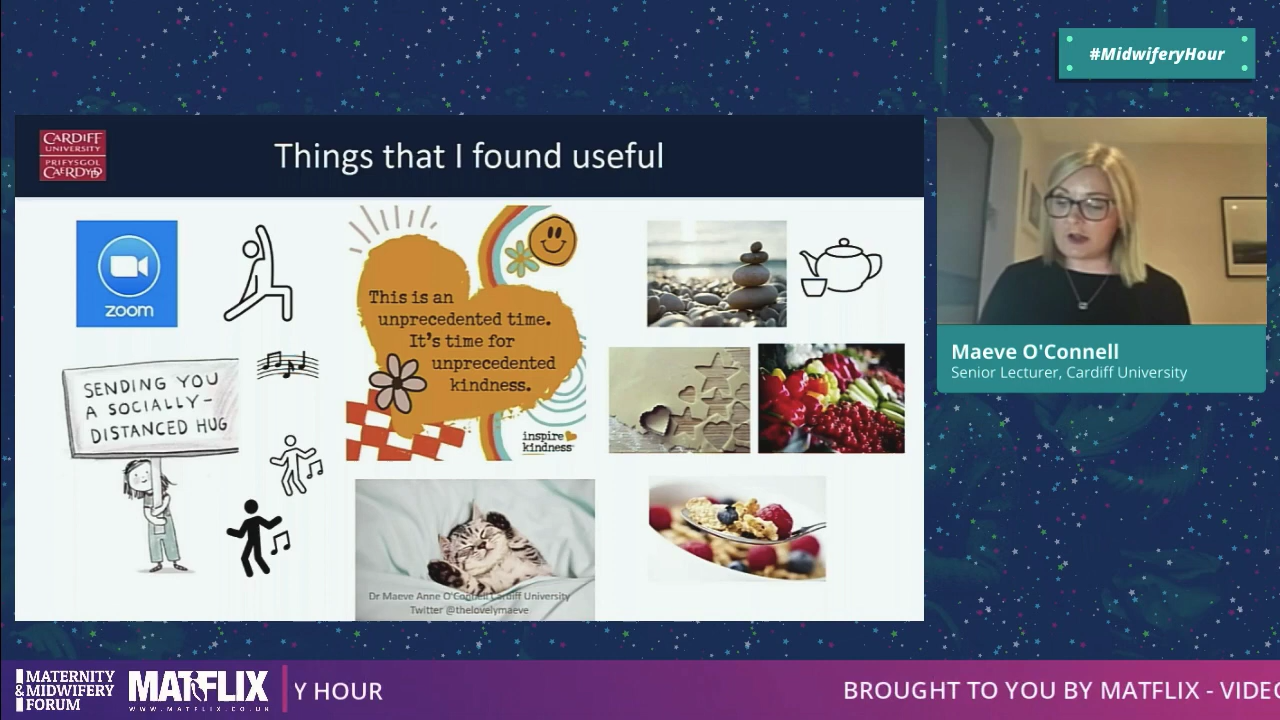 #MidwiferyHour
CARDIFF
UNIVERSITY
PRIFYSGOL
CAERDYD
Things that I found useful
zoom
SENDING YOU
A SOCIALLY-
DISTANCED HUG
This is an
unprecedented time.
It's time for
unprecedented
kindness.
inspire
kindness
Dr Maeve Anne O'Connell Cardiff University
Twitter @thelovelymaeve
Maeve O'Connell
Senior Lecturer, Cardiff University
MATERNITY
&MIDWIFERY
FORUM
MATFLIX
WWW.MATFLIX.CO.UK
Y HOUR
BROUGHT TO YOU BY MATFLIX - VIDEO